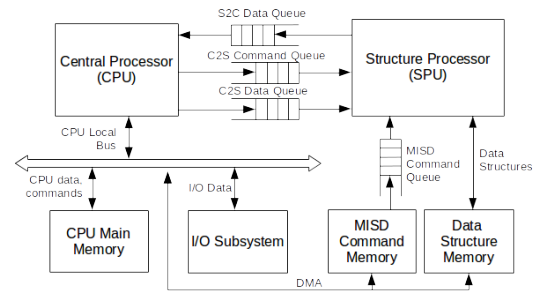 S2C Data Queue
Central Processor
(CPU)
C2S Command Queue
Structure Processor
(SPU)
C2S Data Queue
CPU Local
Bus
MISD
Command
Queue
Data
Structures
CPU data,
commands
I/O Data
CPU Main
Memory
I/O Subsystem
MISD
Command
Memory
Data
Structure
Memory
DMA